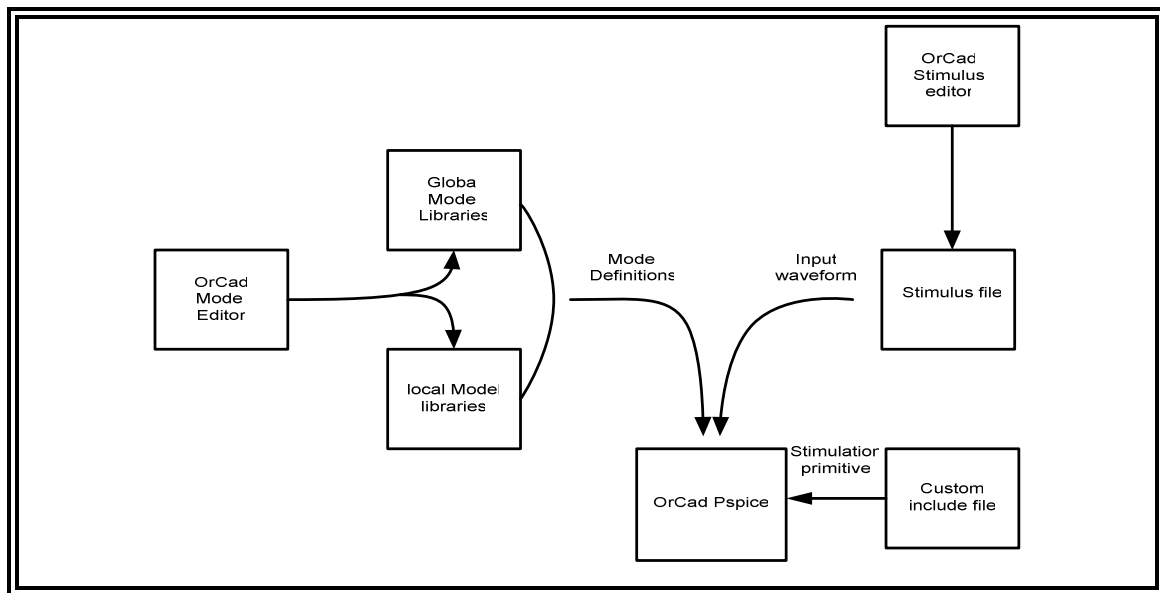 OrCad
Stimulus
editor
Globa
Mode
Libraries
OrCad
Mode
Editor
Mode
Definitions
Input
waveform
Stimulus file
local Model
libraries
Stimulation
primitive
OrCad Pspice
Custom
include file